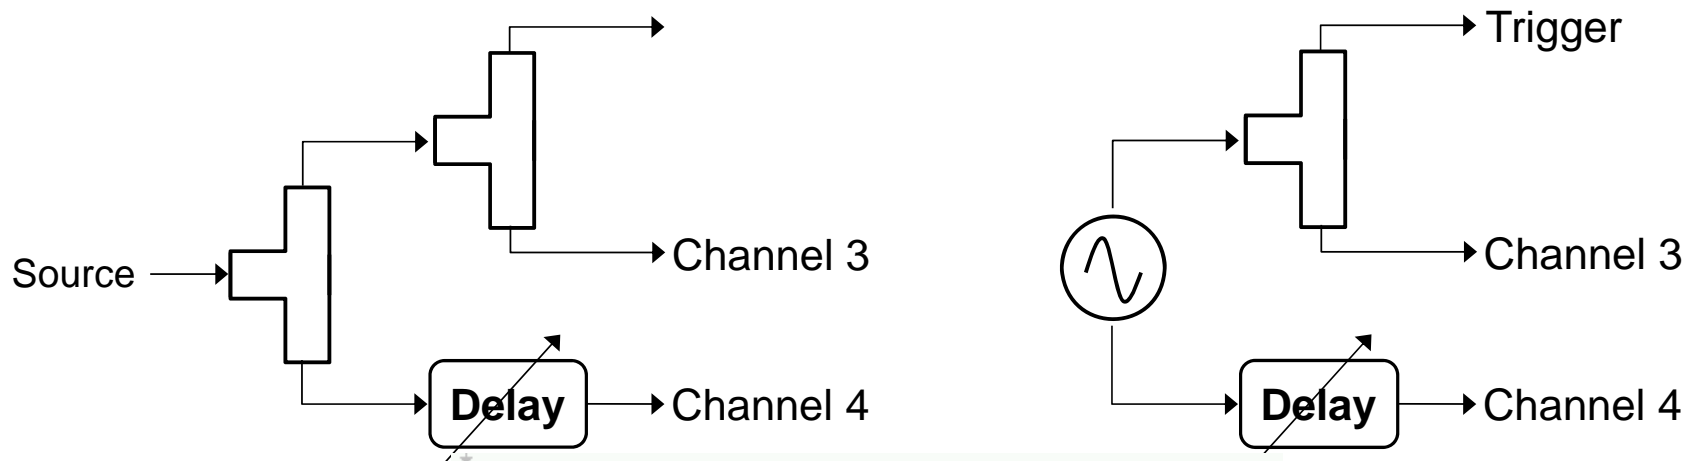 Trigger
Channel 3
Channel 3
Source
Delay
Channel 4
Delay
Channel 4